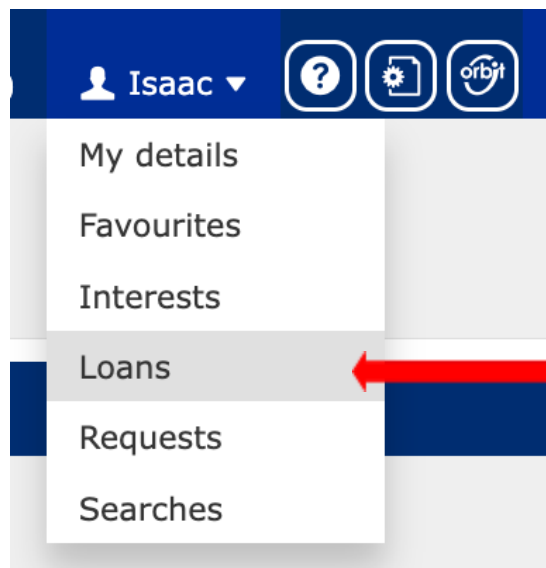 Isaac
?
orbit
My details
Favourites
Interests
Loans
Requests
Searches